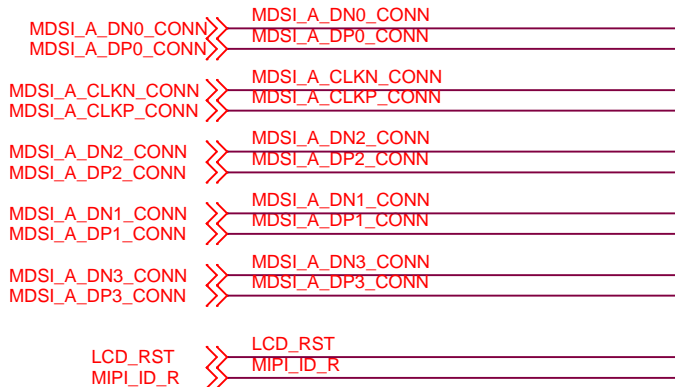 MDSI_A_DN0_CONN MDSI_A_DN0_CONN
MDSI_A_DP0_CONN MDSI_A_DP0_CONN
MDSI_A_CLKN_CONN MDSI_A_CLKN_CONN
MDSI_A_CLKP_CONN MDSI_A_CLKP_CONN
MDSI_A_DN2_CONN MDSI_A_DN2_CONN
MDSI_A_DP2_CONN MDSI_A_DP2_CONN
MDSI_A_DN1_CONN MDSI_A_DN1_CONN
MDSI_A_DP1_CONN MDSI_A_DP1_CONN
MDSI_A_DN3_CONN MDSI_A_DN3_CONN
MDSI_A_DP3_CONN MDSI_A_DP3_CONN
LCD_RST LCD_RST
MIPI_ID_R MIPI_ID_R